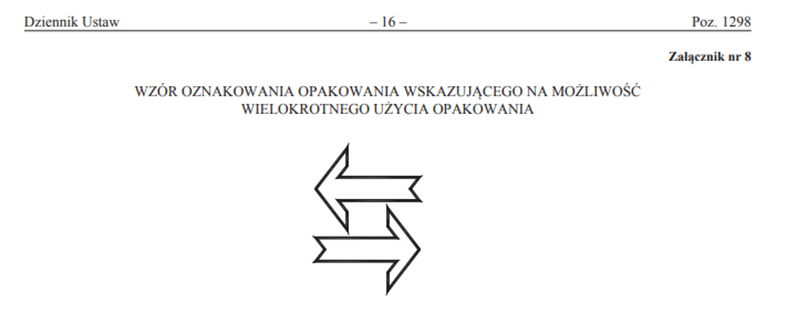 Dziennik Ustaw – 16 – Poz. 1298
Załącznik nr 8
WZÓR OZNAKOWANIA OPAKOWANIA WSKAZUJĄCEGO NA MOŻLIWOŚĆ
WIELOKROTNEGO UŻYCIA OPAKOWANIA